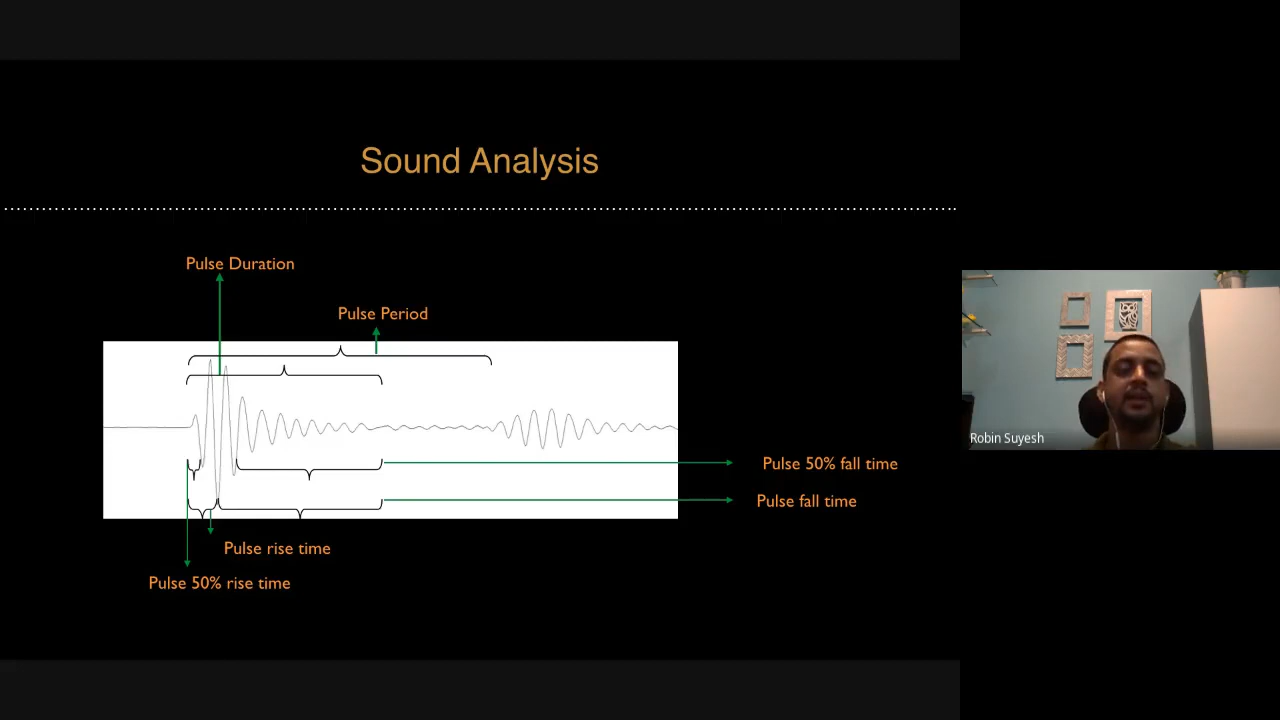 Sound Analysis
Pulse Duration
Pulse Period
Robin Suyesh
Pulse 50% fall time
Pulse fall time
Pulse rise time
Pulse 50% rise time